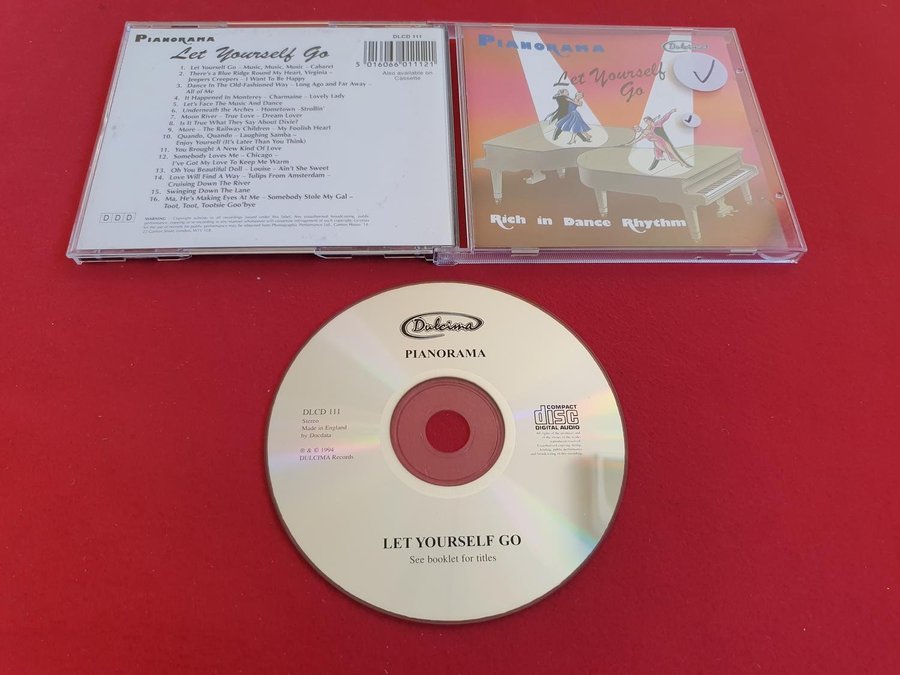 PIANORAMA
Let Yourself Go
DLCD 111
5 016066 011121
Also available on
Cassette
1. Let Yourself Go – Music, Music, Music – Cabaret
2. There's a Blue Ridge Round My Heart, Virginia –
Jeepers Creepers – I Want To Be Happy
3. Dance In The Old-Fashioned Way – Long Ago and Far Away –
All of Me
4. It Happened In Monterey – Charmaine – Lovely Lady
5. Let's Face The Music And Dance
6. Underneath the Arches – Hometown -Strollin'
7. Moon River – True Love – Dream Lover
8. Is It True What They Say About Dixie?
9. More – The Railway Children – My Foolish Heart
10. Quando, Quando – Laughing Samba –
Enjoy Yourself (It's Later Than You Think)
11. You Brought A New Kind Of Love
12. Somebody Loves Me – Chicago –
I've Got My Love To Keep Me Warm
13. Oh You Beautiful Doll – Louise – Ain't She Sweet
14. Love Will Find A Way – Tulips From Amsterdam –
Cruising Down The River
15. Swinging Down The Lane
16. Ma, He's Making Eyes At Me – Somebody Stole My Gal –
Toot, Toot, Tootsie Goo'bye
DDD
WARNING
PIANORAMA
Dulcima
Let Yourself
Go
Rich in Dance Rhythm
Dulcima
PIANORAMA
DLCD 111
Stereo
Made in England
by Docdata
℗ & © 1994
DULCIMA Records
COMPACT
disc
DIGITAL AUDIO
LET YOURSELF GO
See booklet for titles